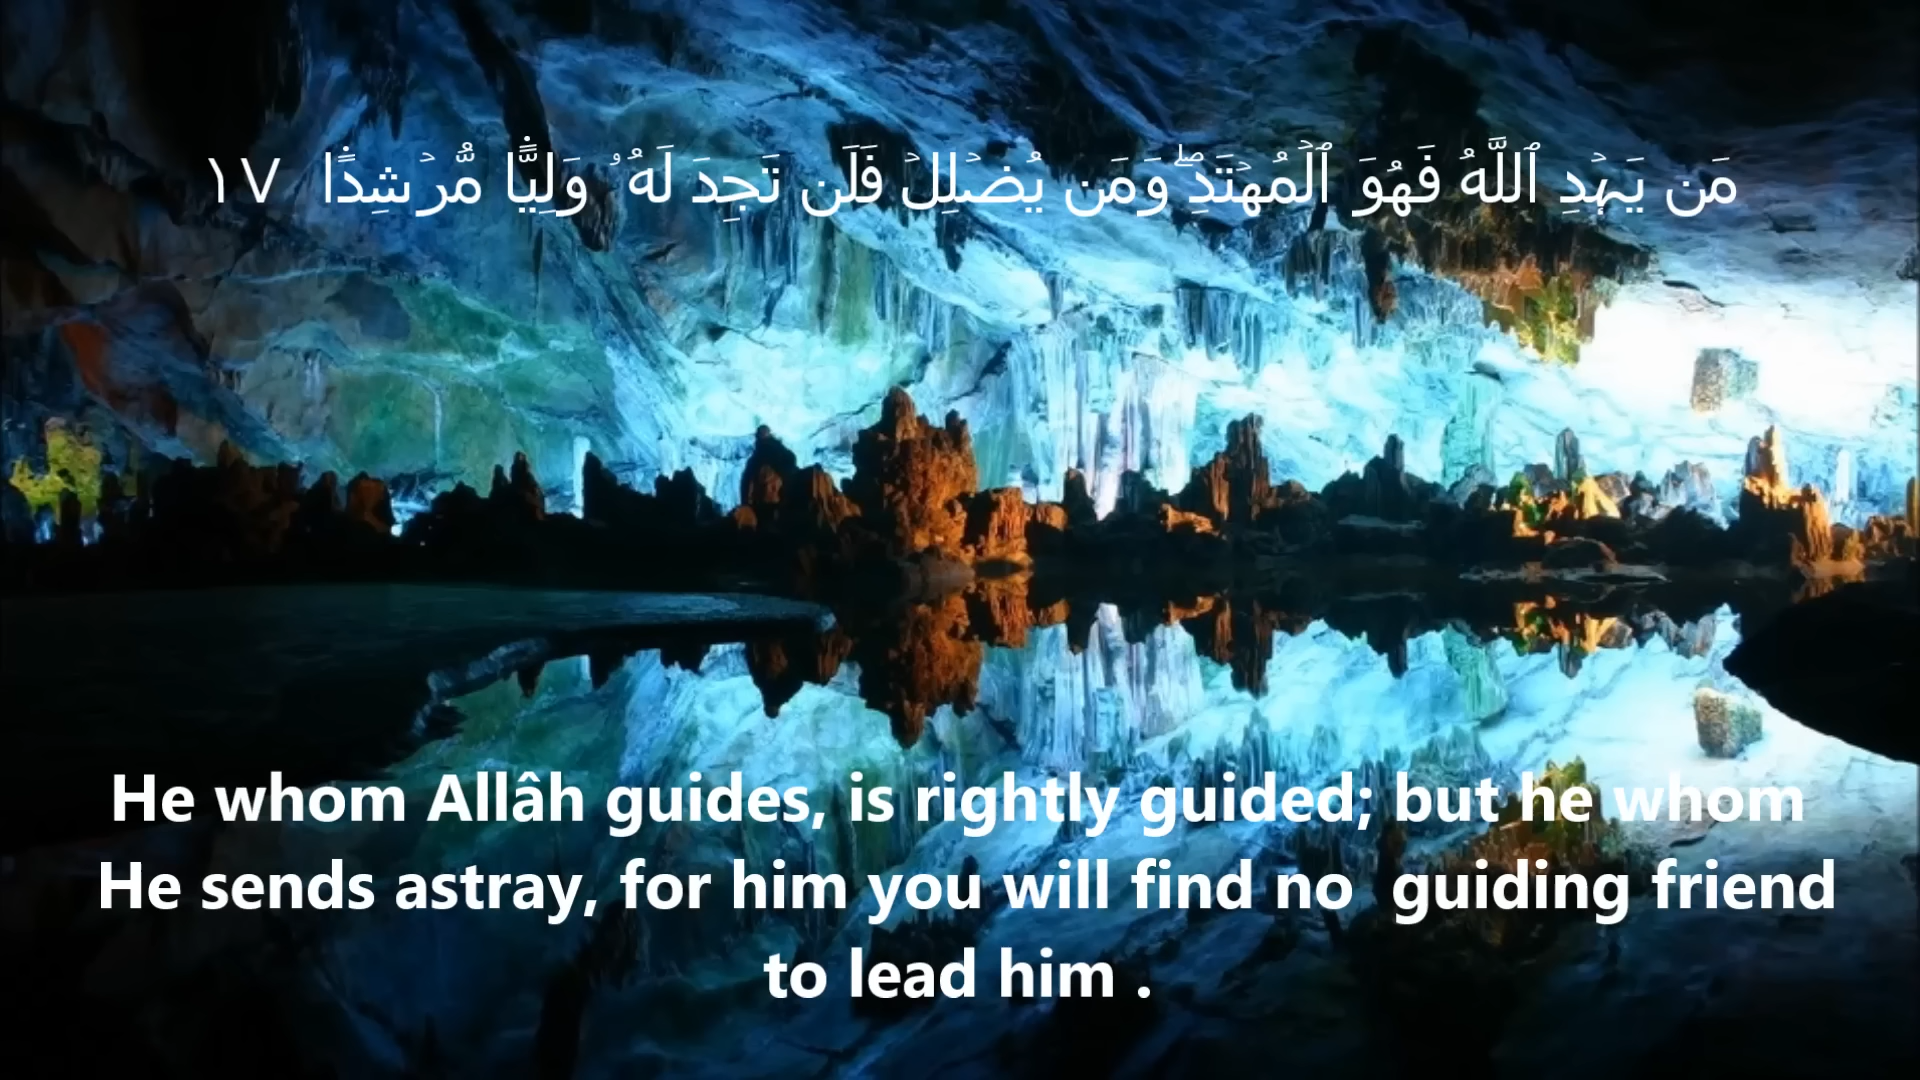 مَن يَهۡدِ ٱللَّهُ فَهُوَ ٱلۡمُهۡتَدِۖ وَمَن يُضۡلِلۡ فَلَن تَجِدَ لَهُۥ وَلِيّٗا مُّرۡشِدٗا ١٧
He whom Allâh guides, is rightly guided; but he whom
He sends astray, for him you will find no guiding friend
to lead him .